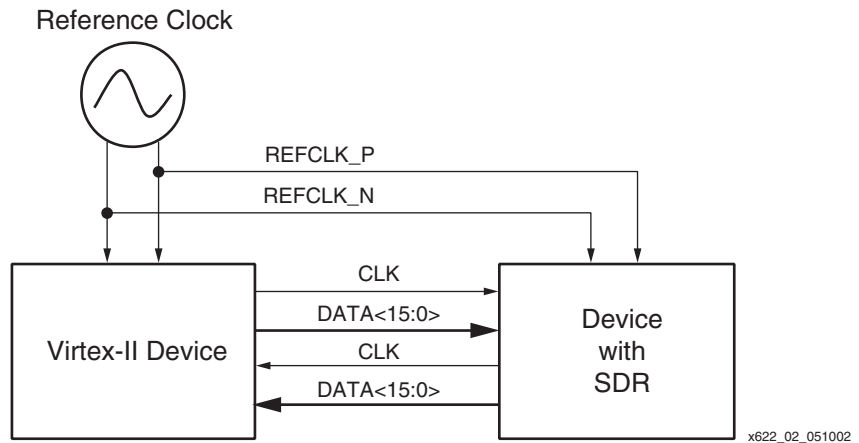 Reference Clock
REFCLK_P
REFCLK_N
CLK
DATA<15:0>
CLK
DATA<15:0>
Virtex-II Device
Device
with
SDR
x622_02_051002